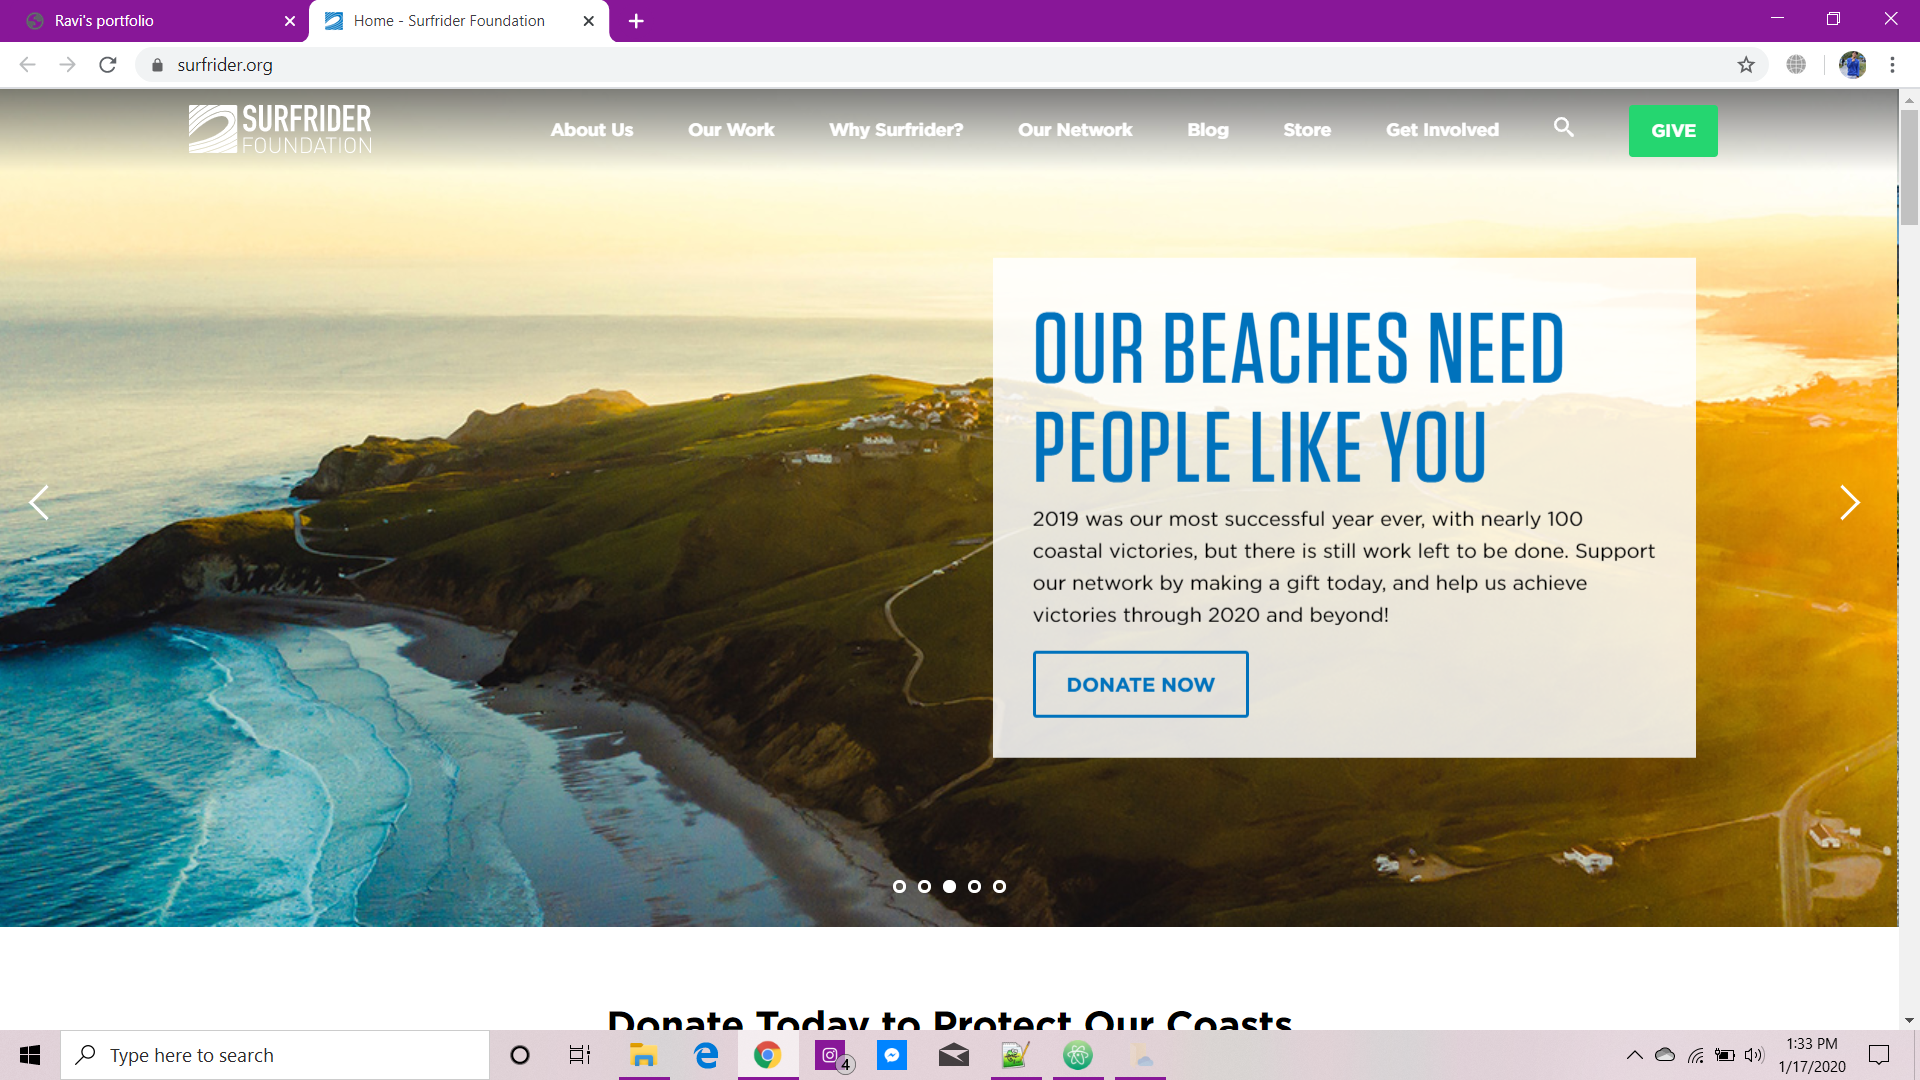 Ravi's portfolio
Home - Surfrider Foundation
surfrider.org
SURFRIDER
FOUNDATION
About Us
Our Work
Why Surfrider?
Our Network
Blog
Store
Get Involved
GIVE
OUR BEACHES NEED
PEOPLE LIKE YOU
2019 was our most successful year ever, with nearly 100
coastal victories, but there is still work left to be done. Support
our network by making a gift today, and help us achieve
victories through 2020 and beyond!
DONATE NOW
Donate Today to Protect Our Coasts
Type here to search
4
1:33 PM
1/17/2020